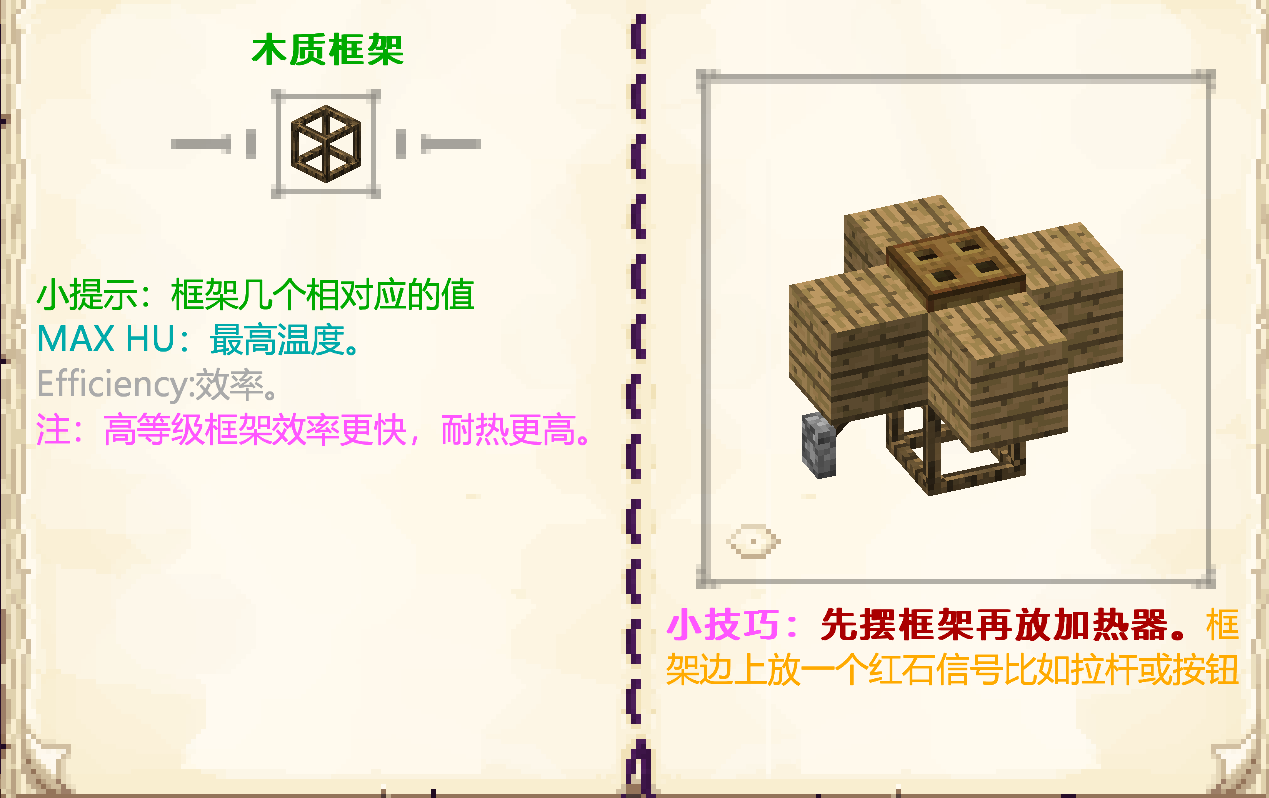 木质框架
小提示：框架几个相对应的值
MAX HU：最高温度。
Efficiency:效率。
注：高等级框架效率更快，耐热更高。
小技巧：先摆框架再放加热器。框
架边上放一个红石信号比如拉杆或按钮